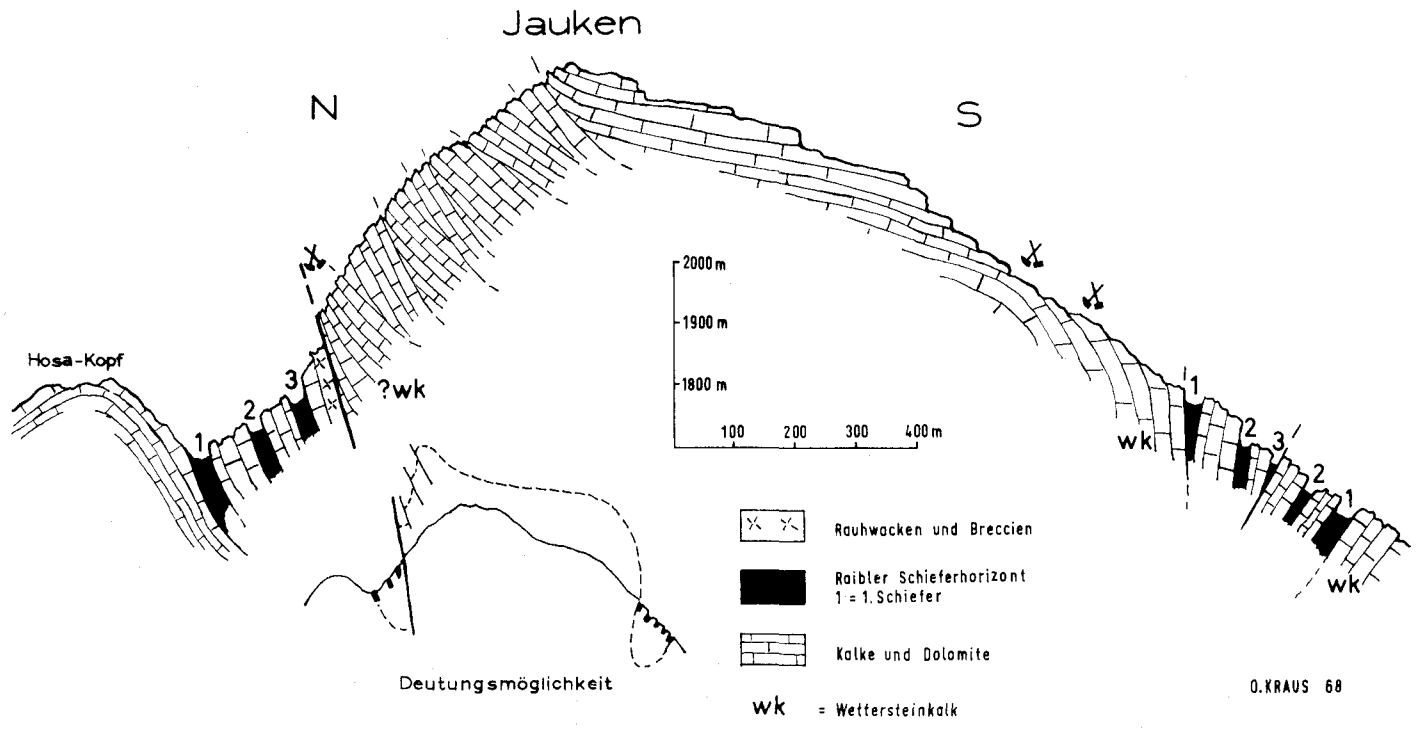 Jauken
N
S
2000 m
1900 m
1800 m
100 200 300 400 m
Hosa-Kopf
1
2
3
?wk
wk
1
2
3
2
1
wk
Rauhwacken und Breccien
Raibler Schieferhorizont
1 = 1. Schiefer
Kalke und Dolomite
wk = Wettersteinkalk
Deutungsmöglichkeit
O.KRAUS 68